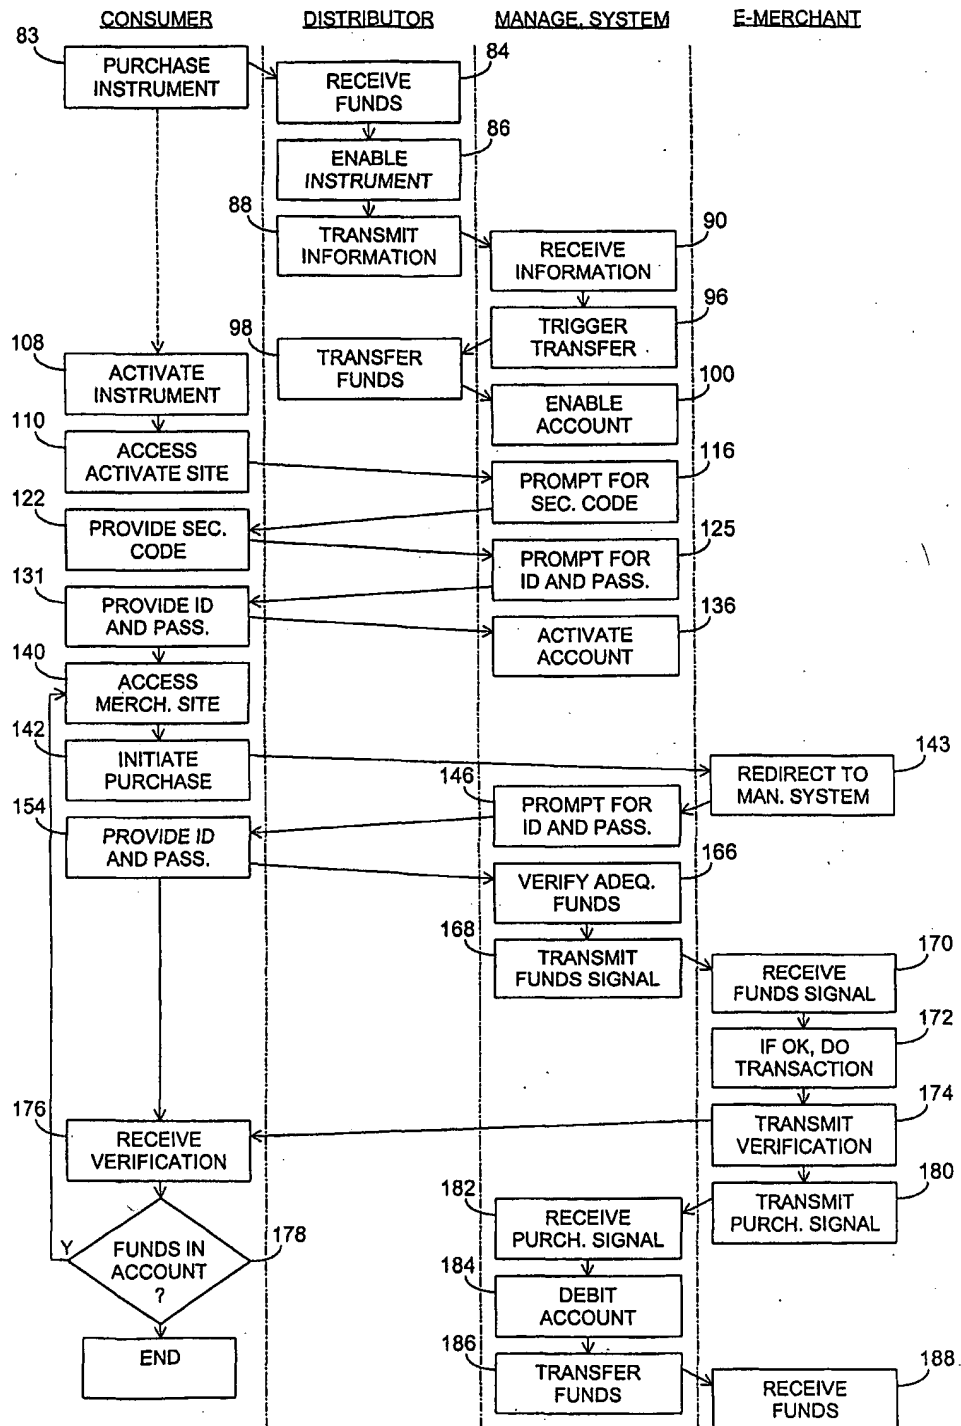 CONSUMER
DISTRIBUTOR
MANAGE. SYSTEM
E-MERCHANT
83
PURCHASE
INSTRUMENT
84
RECEIVE
FUNDS
86
ENABLE
INSTRUMENT
88
TRANSMIT
INFORMATION
90
RECEIVE
INFORMATION
96
TRIGGER
TRANSFER
98
TRANSFER
FUNDS
100
ENABLE
ACCOUNT
108
ACTIVATE
INSTRUMENT
110
ACCESS
ACTIVATE SITE
116
PROMPT FOR
SEC. CODE
122
PROVIDE SEC.
CODE
125
PROMPT FOR
ID AND PASS.
131
PROVIDE ID
AND PASS.
136
ACTIVATE
ACCOUNT
140
ACCESS
MERCH. SITE
142
INITIATE
PURCHASE
143
REDIRECT TO
MAN. SYSTEM
146
PROMPT FOR
ID AND PASS.
154
PROVIDE ID
AND PASS.
166
VERIFY ADEQ.
FUNDS
168
TRANSMIT
FUNDS SIGNAL
170
RECEIVE
FUNDS SIGNAL
172
IF OK, DO
TRANSACTION
174
TRANSMIT
VERIFICATION
176
RECEIVE
VERIFICATION
180
TRANSMIT
PURCH. SIGNAL
182
RECEIVE
PURCH. SIGNAL
178
Y
FUNDS IN
ACCOUNT
?
184
DEBIT
ACCOUNT
END
186
TRANSFER
FUNDS
188
RECEIVE
FUNDS